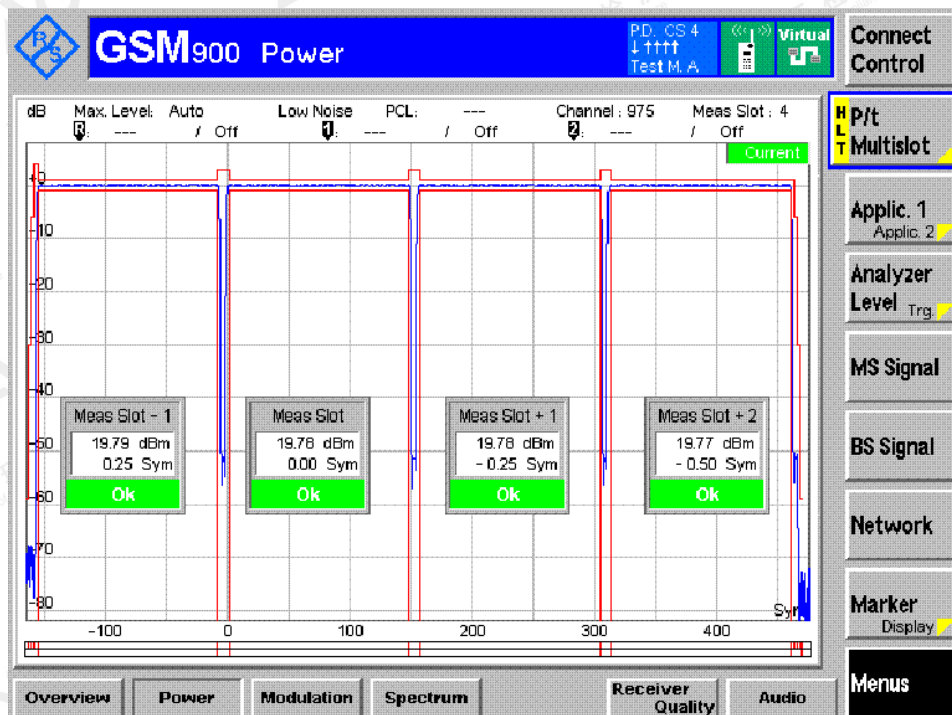 R&S
GSM900 Power
P.D. CS 4
↓↑↑↑↑
Test M. A.
Virtual
Connect
Control
dB Max. Level: Auto Low Noise PCL: --- Channel : 975 Meas Slot : 4
R: --- / Off 1: --- / Off 2: --- / Off
Current
HLT
P/t
Multislot
Applic. 1
Applic. 2
Analyzer
Level Trg.
MS Signal
BS Signal
Network
Marker
Display
Menus
+0
-10
-20
-30
-40
-50
-60
-70
-80
Meas Slot - 1
19.79 dBm
0.25 Sym
Ok
Meas Slot
19.78 dBm
0.00 Sym
Ok
Meas Slot + 1
19.78 dBm
- 0.25 Sym
Ok
Meas Slot + 2
19.77 dBm
- 0.50 Sym
Ok
-100 0 100 200 300 400
Overview Power Modulation Spectrum Receiver Quality Audio